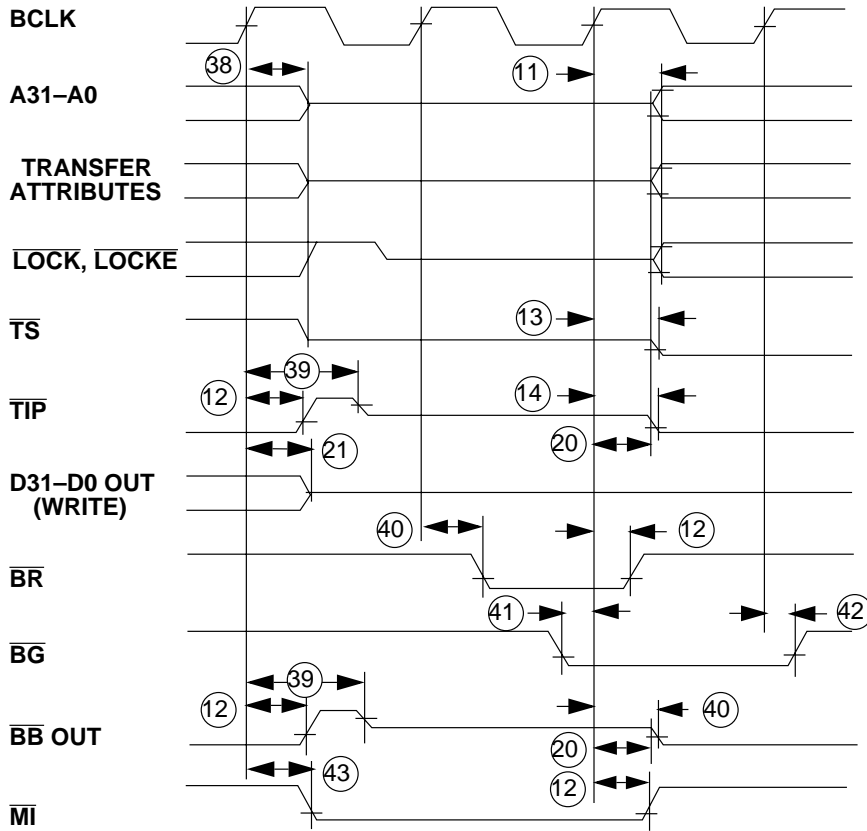 BCLK
38
11
A31–A0
TRANSFER
ATTRIBUTES
LOCK, LOCKE
13
TS
39
12
14
TIP
21
20
D31–D0 OUT
(WRITE)
40
12
BR
41
42
BG
39
12
40
BB OUT
20
43
12
MI